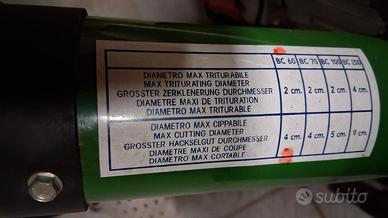 BC 60 BC 70 BC 100 BC 250
DIAMETRO MAX TRITURABILE
MAX TRITURATING DIAMETER
GROSSTER ZERKLENERUNG DURCHMESSER
DIAMETRE MAXI DE TRITURATION
DIAMETRO MAX TRITURABLE
2 cm. 2 cm. 2 cm. 4 cm.
DIAMETRO MAX CIPPABILE
MAX CUTTING DIAMETER
GROSSTER HACKSELGUT DURCHMESSER
DIAMETRE MAXI DE COUPE
DIAMETRO MAX CORTABLE
4 cm. 4 cm. 5 cm. 9 cm.
subito